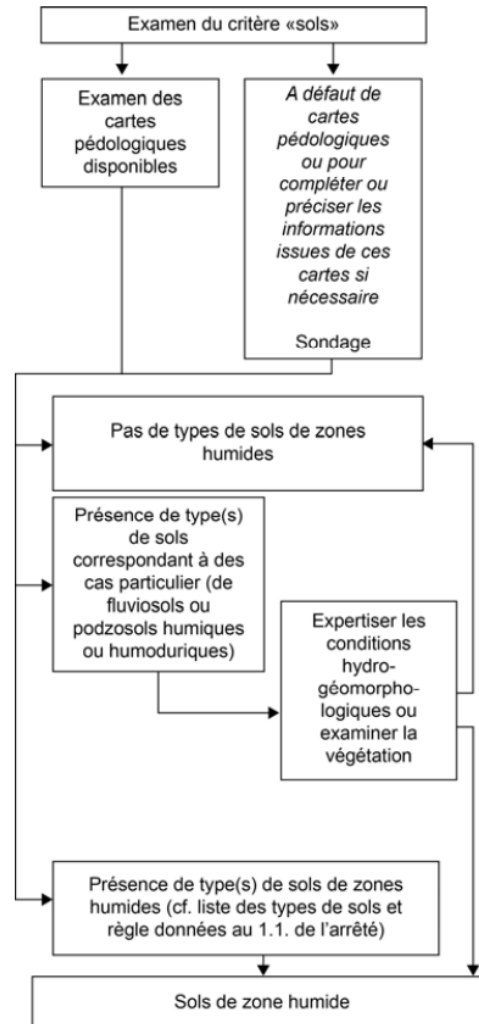 Examen du critère «sols»
Examen des
cartes
pédologiques
disponibles
A défaut de
cartes
pédologiques
ou pour
compléter ou
préciser les
informations
issues de ces
cartes si
nécessaire
Sondage
Pas de types de sols de zones
humides
Présence de type(s)
de sols
correspondant à des
cas particulier (de
fluviosols ou
podzosols humiques
ou humoduriques)
Expertiser les
conditions
hydro-
géomorpho-
logiques ou
examiner la
végétation
Présence de type(s) de sols de zones
humides (cf. liste des types de sols et
règle données au 1.1. de l'arrêté)
Sols de zone humide